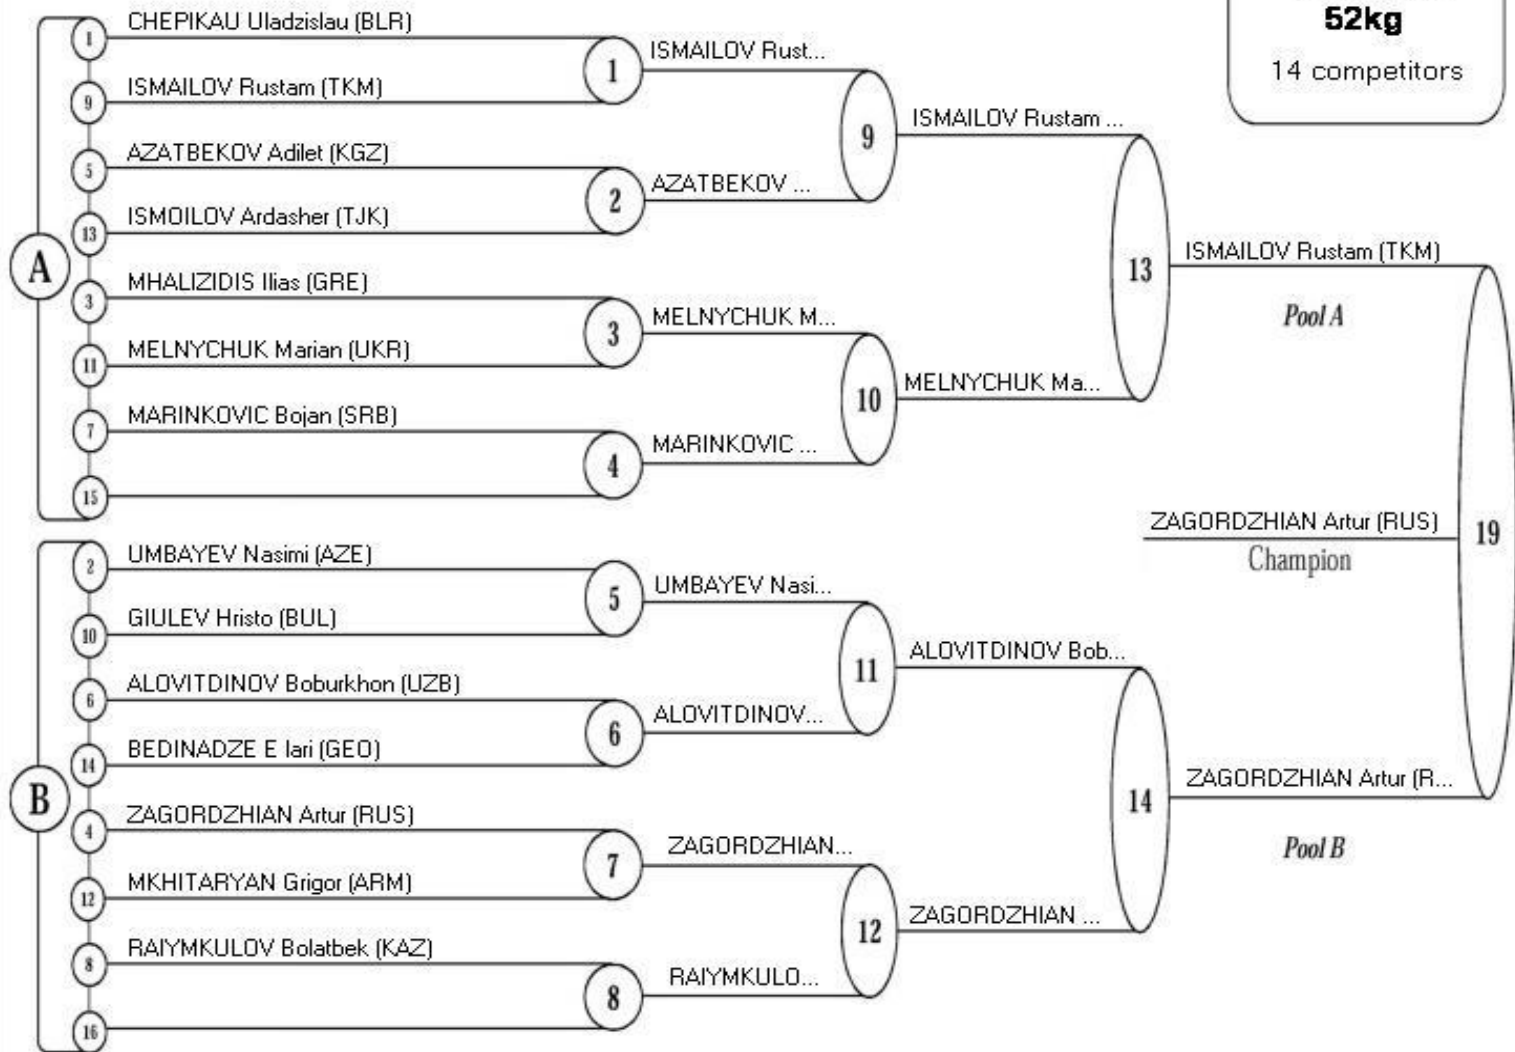 52kg
14 competitors
A
1 CHEPIKAU Uladzislau (BLR)
9 ISMAILOV Rustam (TKM)
5 AZATBEKOV Adilet (KGZ)
13 ISMOILOV Ardasher (TJK)
3 MHALIZIDIS Ilias (GRE)
11 MELNYCHUK Marian (UKR)
7 MARINKOVIC Bojan (SRB)
15
B
2 UMBAYEV Nasimi (AZE)
10 GIULEV Hristo (BUL)
6 ALOVITDINOV Boburkhon (UZB)
14 BEDINADZE E lari (GEO)
4 ZAGORDZHIAN Artur (RUS)
12 MKHITARYAN Grigor (ARM)
8 RAIYMKULOV Bolatbek (KAZ)
16
1 ISMAILOV Rust...
2 AZATBEKOV ...
3 MELNYCHUK M...
4 MARINKOVIC ...
5 UMBAYEV Nasi...
6 ALOVITDINOV...
7 ZAGORDZHIAN...
8 RAIYMKULO...
9 ISMAILOV Rustam ...
10 MELNYCHUK Ma...
11 ALOVITDINOV Bob...
12 ZAGORDZHIAN ...
13 ISMAILOV Rustam (TKM)
Pool A
14 ZAGORDZHIAN Artur (R...
Pool B
ZAGORDZHIAN Artur (RUS) 19
Champion